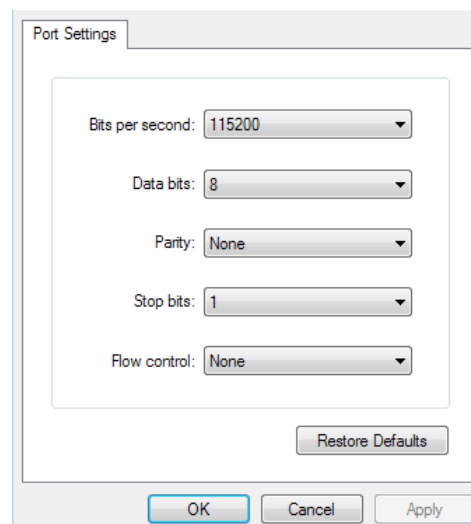 Port Settings
Bits per second: 115200
Data bits: 8
Parity: None
Stop bits: 1
Flow control: None
Restore Defaults
OK Cancel Apply